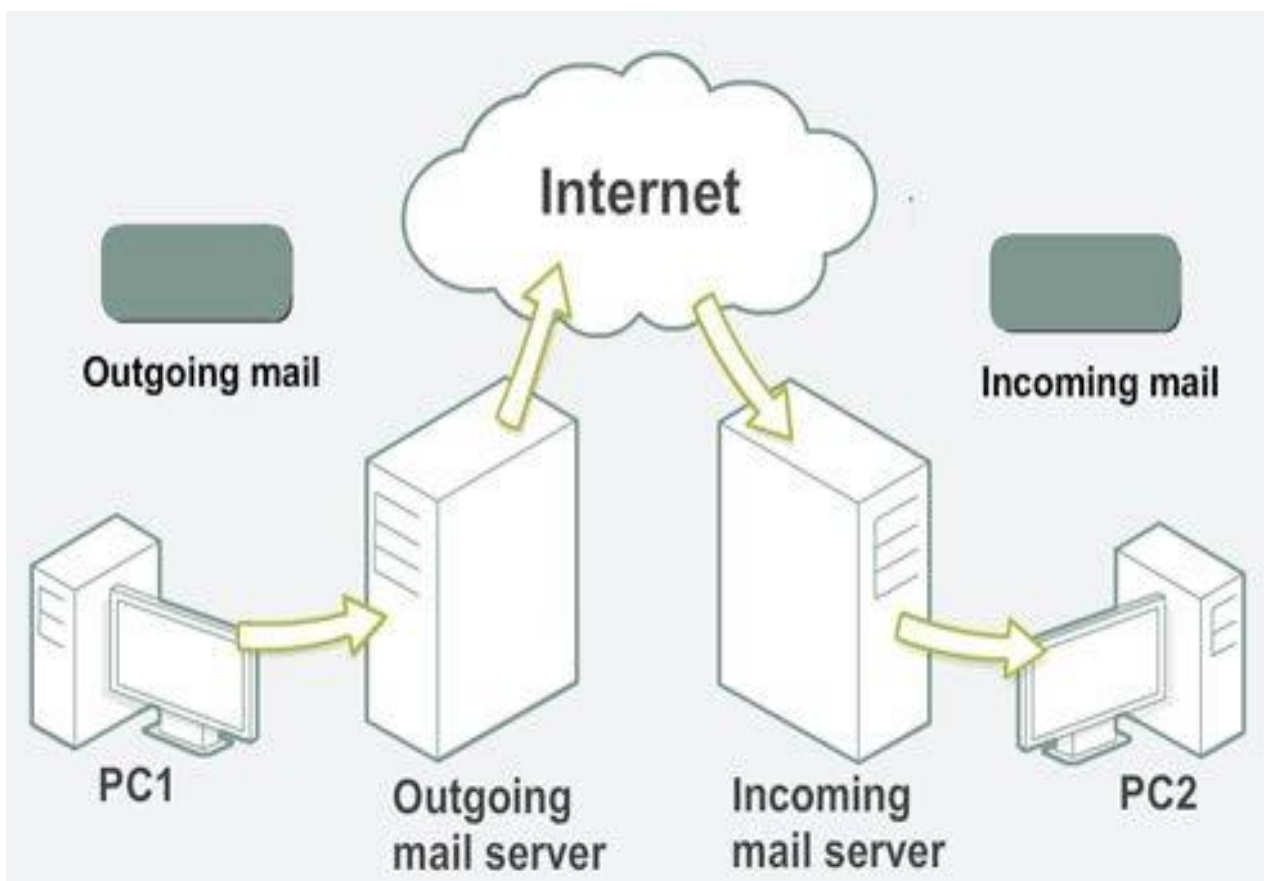 Internet
Outgoing mail
Incoming mail
PC1
Outgoing
mail server
Incoming
mail server
PC2